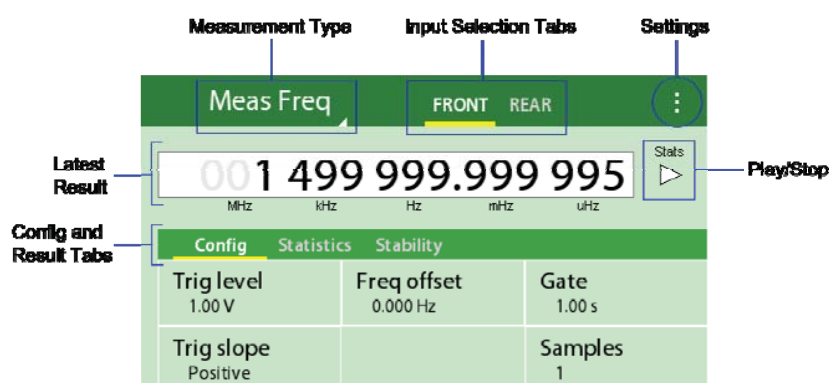 Measurement Type
Input Selection Tabs
Settings
Meas Freq
FRONT REAR
Latest
Result
001 499 999.999 995
MHz kHz Hz mHz uHz
Stats
Play/Stop
Config and
Result Tabs
Config Statistics Stability
Trig level
1.00 V
Freq offset
0.000 Hz
Gate
1.00 s
Trig slope
Positive
Samples
1